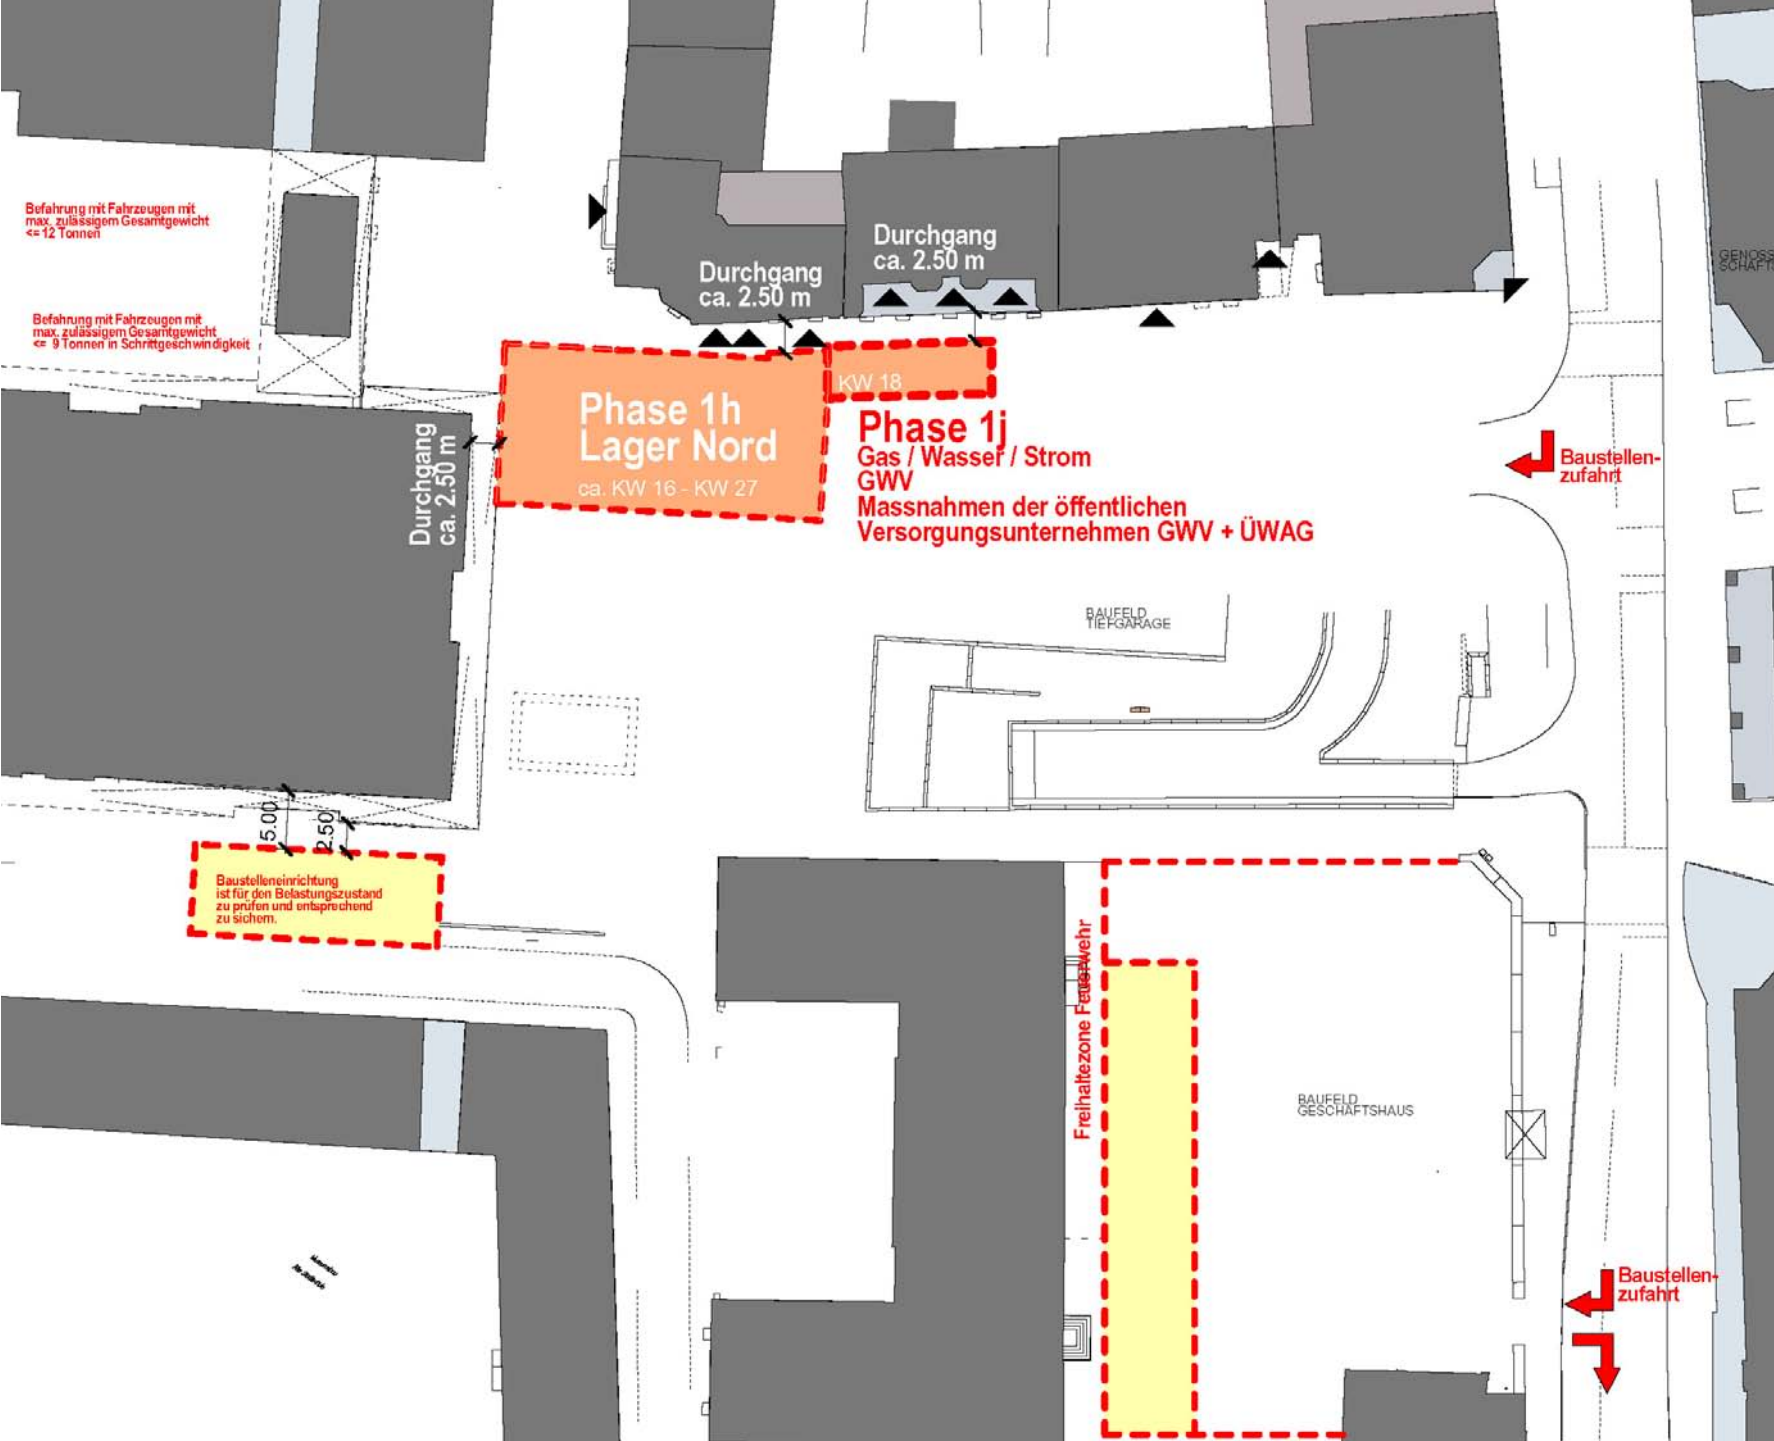 Befahrung mit Fahrzeugen mit
max. zulässigem Gesamtgewicht
<= 12 Tonnen
Befahrung mit Fahrzeugen mit
max. zulässigem Gesamtgewicht
<= 9 Tonnen in Schrittgeschwindigkeit
Durchgang
ca. 2.50 m
Durchgang
ca. 2.50 m
GENOSS
SCHAFTS
KW 18
Phase 1h
Lager Nord
ca. KW 16 - KW 27
Durchgang
ca. 2.50 m
Phase 1j
Gas / Wasser / Strom
GWV
Massnahmen der öffentlichen
Versorgungsunternehmen GWV + ÜWAG
Baustellen-
zufahrt
BAUFELD
TIEFGARAGE
5.00
2.50
Baustelleneinrichtung
ist für den Belastungszustand
zu prüfen und entsprechend
zu sichern.
Freihaltezone Feuerwehr
BAUFELD
GESCHÄFTSHAUS
Baustellen-
zufahrt